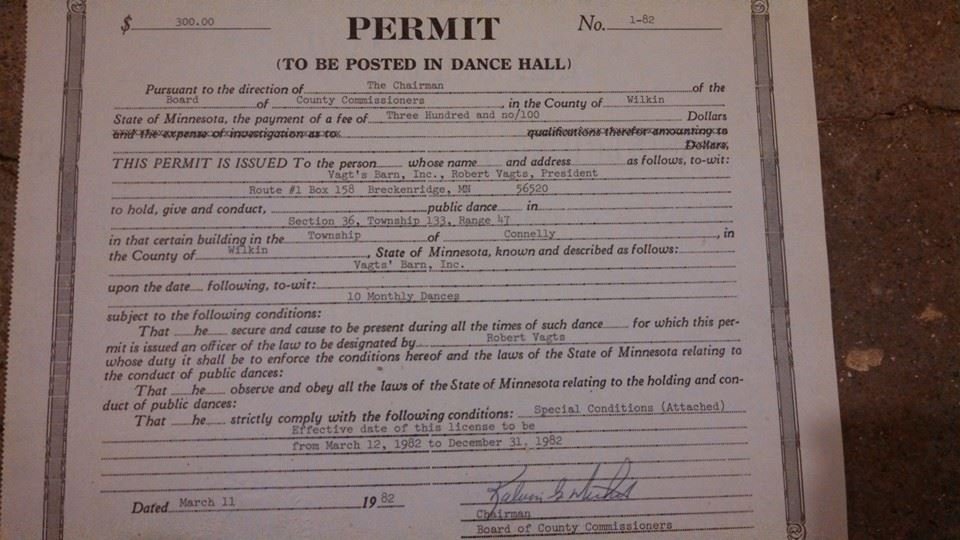 $ 300.00 PERMIT No. 1-82
(TO BE POSTED IN DANCE HALL)
Pursuant to the direction of The Chairman of the
Board of County Commissioners, in the County of Wilkin
State of Minnesota, the payment of a fee of Three Hundred and no/100 Dollars
and the expense of investigation as to qualifications therefor amounting to
Dollars,
THIS PERMIT IS ISSUED To the person whose name and address as follows, to-wit:
Vagt's Barn, Inc., Robert Vagts, President
Route #1 Box 158 Breckenridge, MN 56520
to hold, give and conduct, public dance in
Section 36, Township 133, Range 47
in that certain building in the Township of Connelly, in
the County of Wilkin, State of Minnesota, known and described as follows:
Vagts' Barn, Inc.
upon the date following, to-wit:
10 Monthly Dances
subject to the following conditions:
That he secure and cause to be present during all the times of such dance for which this per-
mit is issued an officer of the law to be designated by Robert Vagts
whose duty it shall be to enforce the conditions hereof and the laws of the State of Minnesota relating to
the conduct of public dances:
That he observe and obey all the laws of the State of Minnesota relating to the holding and con-
duct of public dances:
That he strictly comply with the following conditions: Special Conditions (Attached)
Effective date of this license to be
from March 12, 1982 to December 31, 1982
Dated March 11 1982
Chairman
Board of County Commissioners